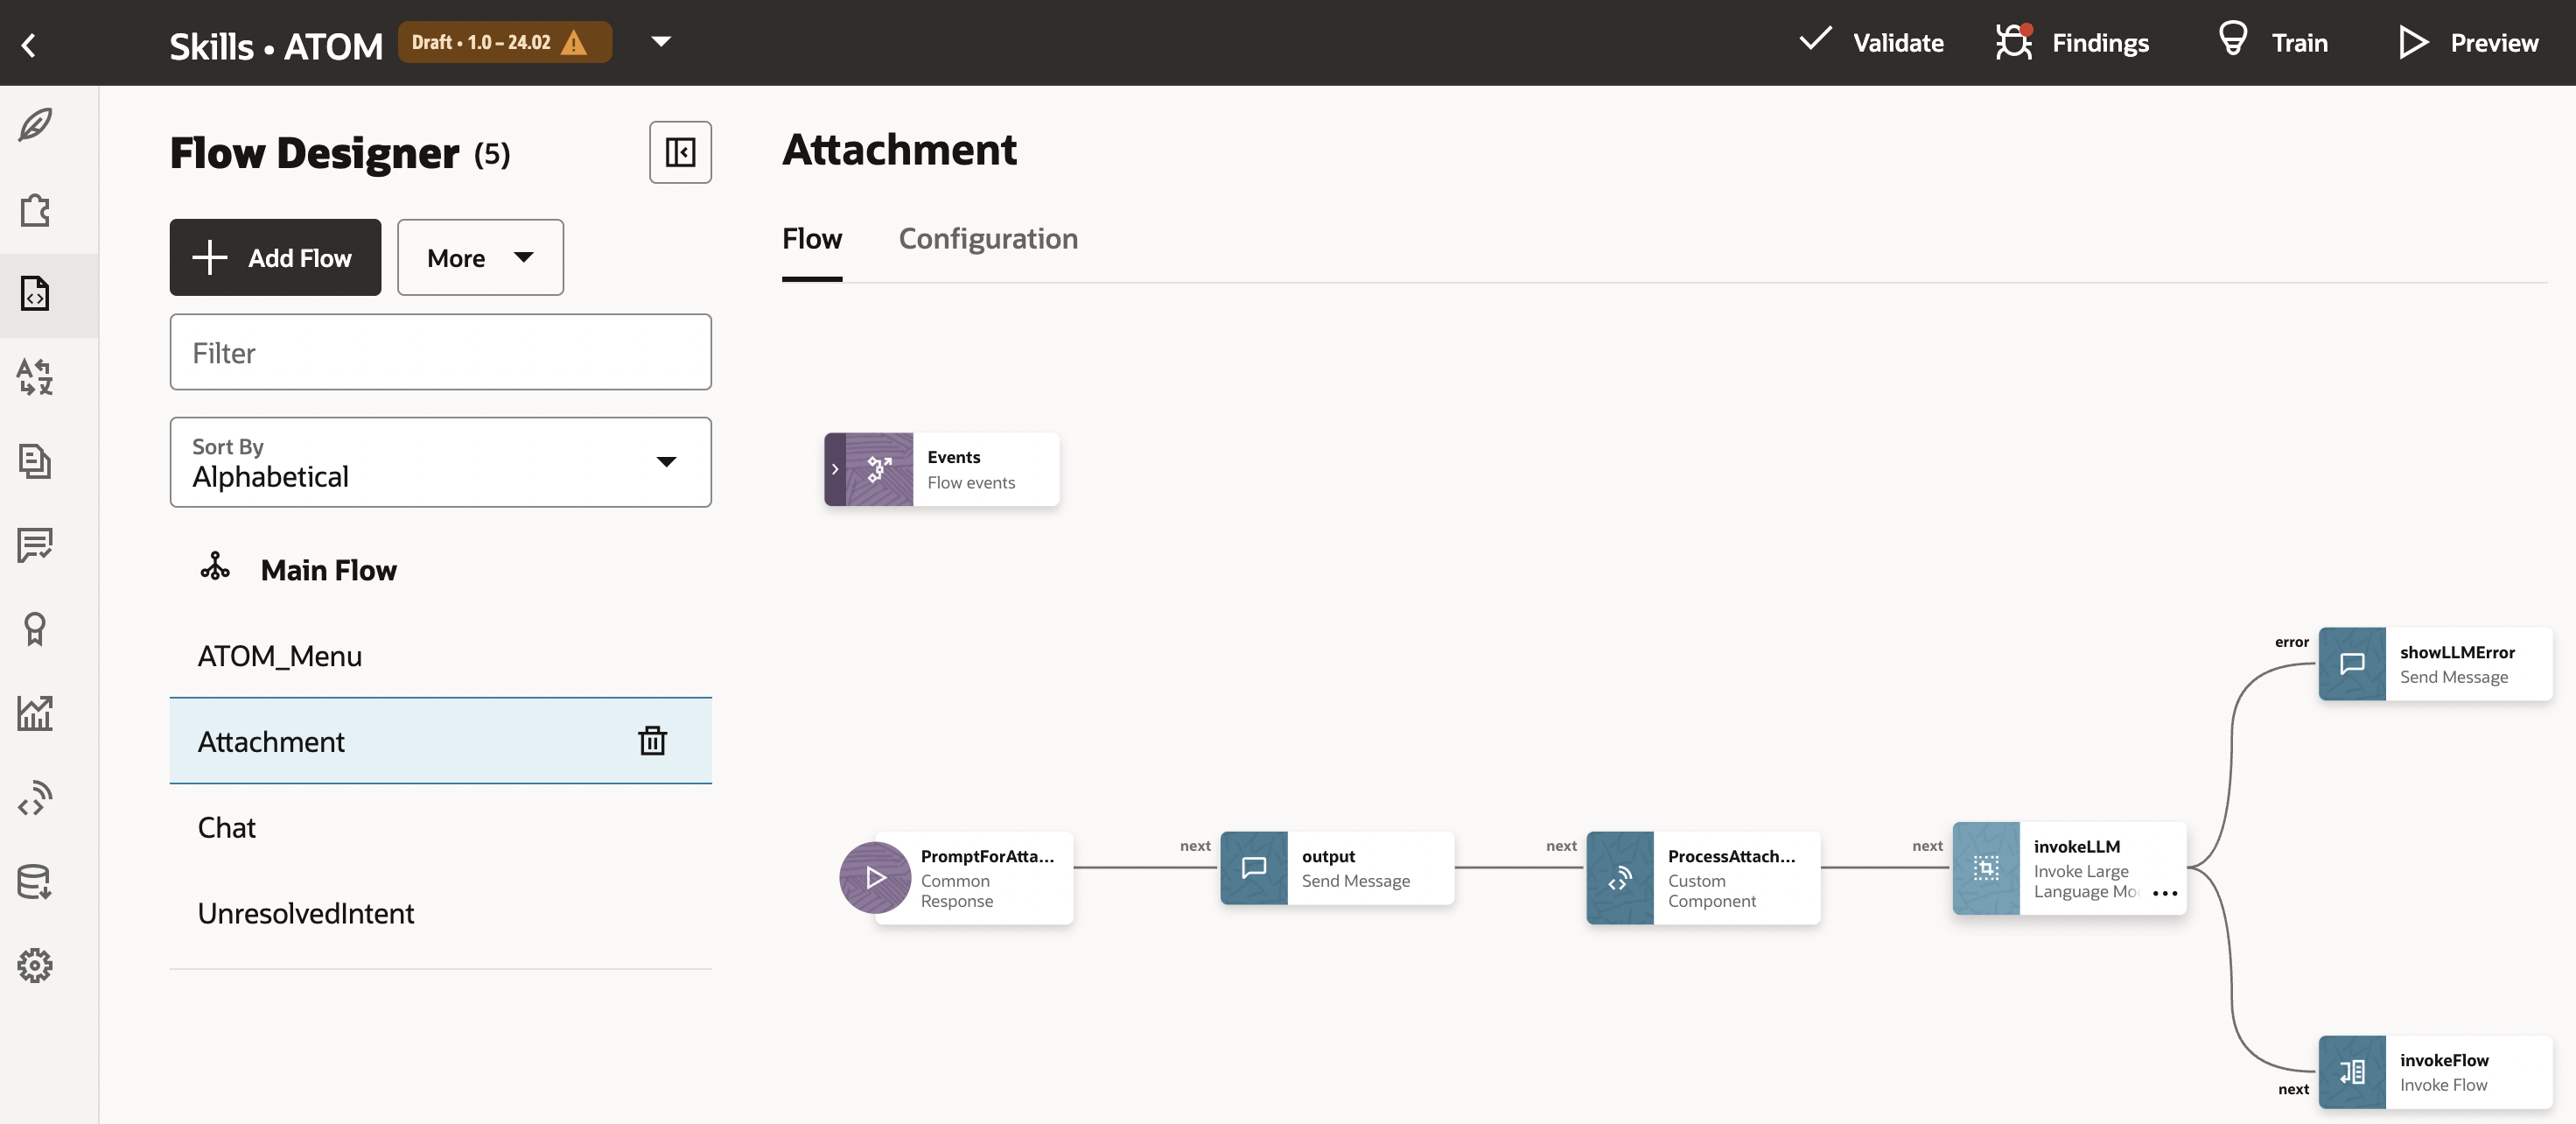 Skills • ATOM
Draft • 1.0 – 24.02
Validate
Findings
Train
Preview
Flow Designer (5)
Add Flow
More
Filter
Sort By
Alphabetical
Main Flow
ATOM_Menu
Attachment
Chat
UnresolvedIntent
Attachment
Flow
Configuration
Events
Flow events
PromptForAtta...
Common
Response
next
output
Send Message
next
ProcessAttach...
Custom
Component
next
invokeLLM
Invoke Large
Language Mo
error
showLLMError
Send Message
next
invokeFlow
Invoke Flow